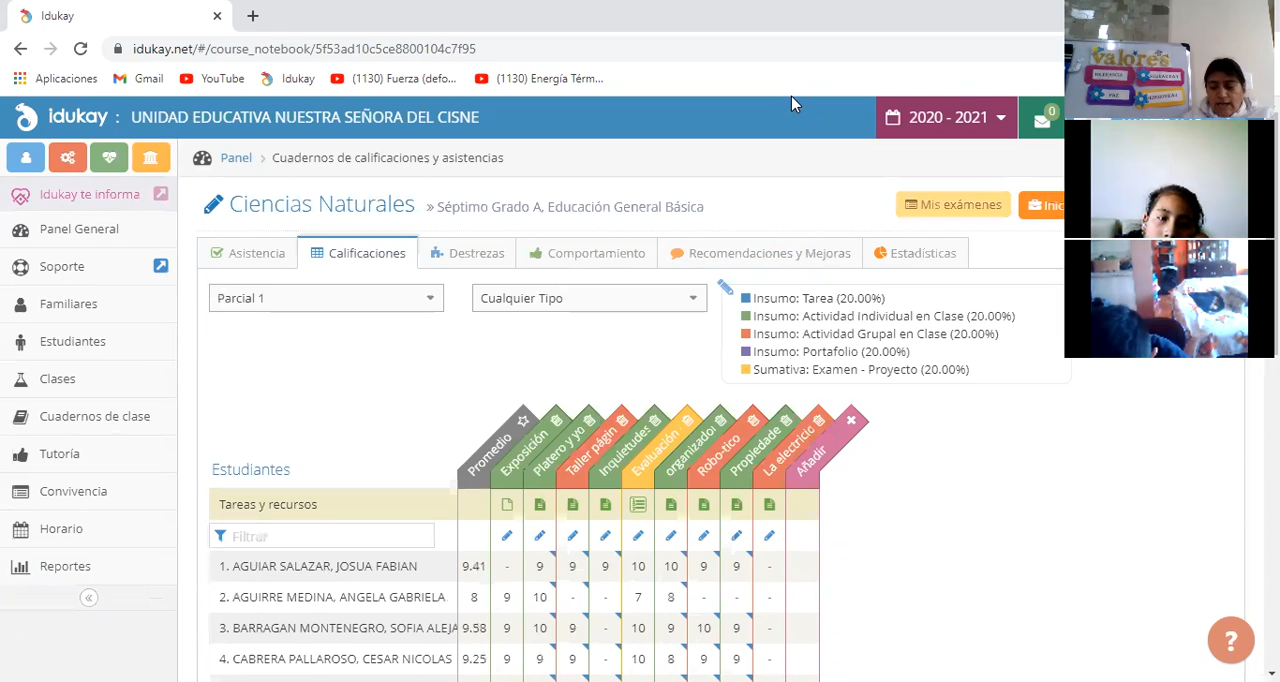 Idukay
idukay.net/#/course_notebook/5f53ad10c5ce8800104c7f95
Aplicaciones Gmail YouTube Idukay (1130) Fuerza (defo... (1130) Energía Térm...
valores
PAZ
idukay : UNIDAD EDUCATIVA NUESTRA SEÑORA DEL CISNE
2020 - 2021
0
Idukay te informa
Panel General
Soporte
Familiares
Estudiantes
Clases
Cuadernos de clase
Tutoría
Convivencia
Horario
Reportes
Panel > Cuadernos de calificaciones y asistencias
Ciencias Naturales » Séptimo Grado A, Educación General Básica
Mis exámenes
Inic
Asistencia Calificaciones Destrezas Comportamiento Recomendaciones y Mejoras Estadísticas
Parcial 1
Cualquier Tipo
Insumo: Tarea (20.00%)
Insumo: Actividad Individual en Clase (20.00%)
Insumo: Actividad Grupal en Clase (20.00%)
Insumo: Portafolio (20.00%)
Sumativa: Examen - Proyecto (20.00%)
Estudiantes
Promedio
Exposición
Platero y yo
Taller págin
Inquietudes
Evaluación
organizador
Robo-tico
Propiedade
La electricic
Añadir
Tareas y recursos
Filtrar
1. AGUIAR SALAZAR, JOSUA FABIAN 9.41 - 9 9 9 10 10 9 9 -
2. AGUIRRE MEDINA, ANGELA GABRIELA 8 9 10 - - 7 8 - - -
3. BARRAGAN MONTENEGRO, SOFIA ALEJA 9.58 9 10 9 - 10 9 10 9 -
4. CABRERA PALLAROSO, CESAR NICOLAS 9.25 9 9 9 - 10 8 9 9 -
?